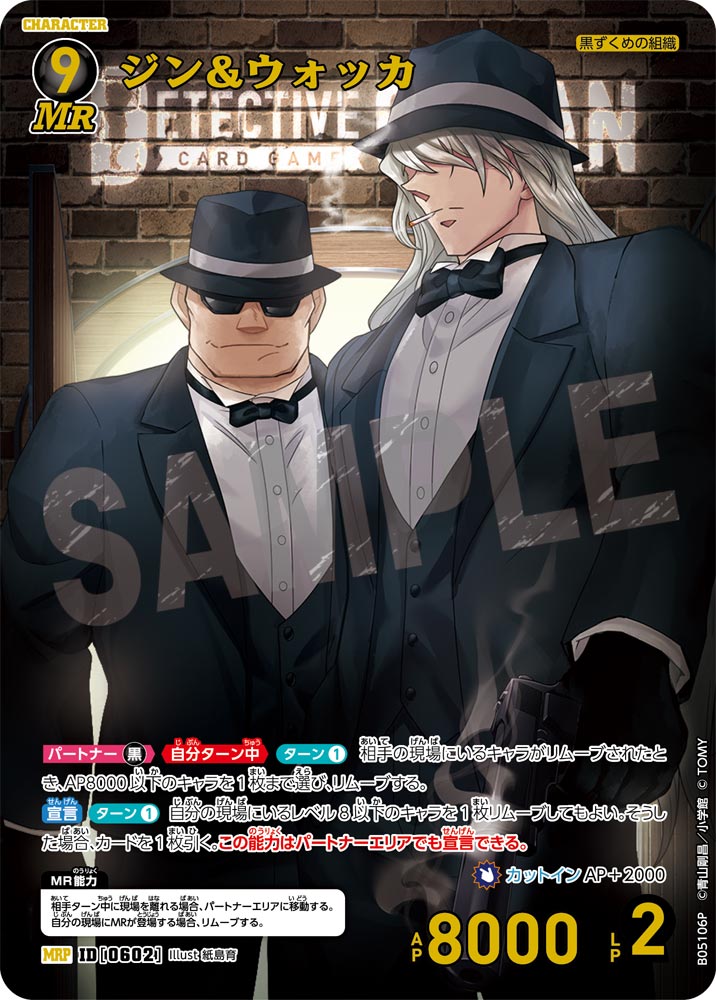 CHARACTER
9
MR
ジン&ウォッカ
黒ずくめの組織
DETECTIVE CONAN
CARD GAME
SAMPLE
パートナー 黒 自分ターン中 ターン1 相手の現場にいるキャラがリムーブされたと
き、AP8000以下のキャラを1枚まで選び、リムーブする。
宣言 ターン1 自分の現場にいるレベル8以下のキャラを1枚リムーブしてもよい。そうし
た場合、カードを1枚引く。この能力はパートナーエリアでも宣言できる。
カットイン AP+2000
MR能力
相手ターン中に現場を離れる場合、パートナーエリアに移動する。
自分の現場にMRが登場する場合、リムーブする。
AP 8000 LP 2
MRP ID[0602] Illust 紙島育
B05106P ©青山剛昌/小学館 © TOMY